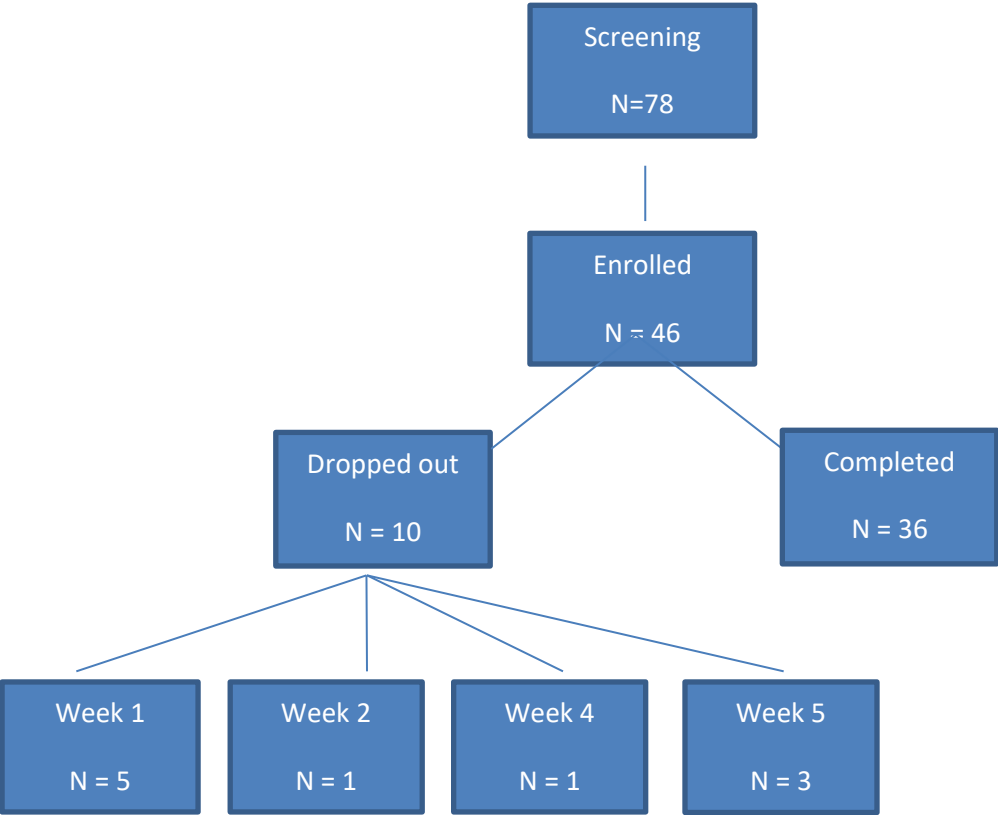 Screening
N=78
Enrolled
N = 46
Dropped out
N = 10
Completed
N = 36
Week 1
N = 5
Week 2
N = 1
Week 4
N = 1
Week 5
N = 3